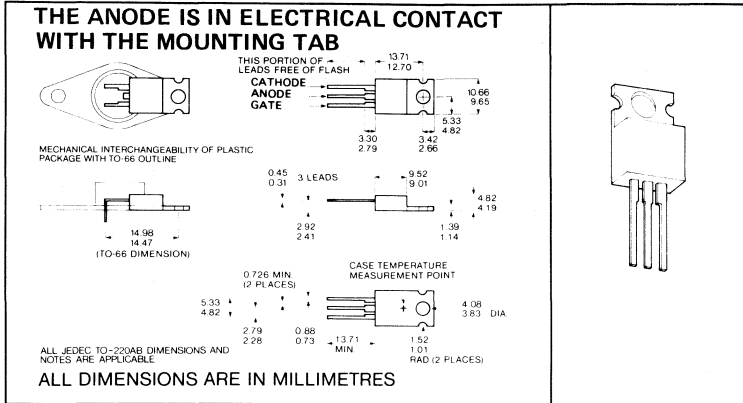 THE ANODE IS IN ELECTRICAL CONTACT
WITH THE MOUNTING TAB
THIS PORTION OF
LEADS FREE OF FLASH
13.71
12.70
CATHODE
ANODE
GATE
10.66
9.65
5.33
4.82
3.30
2.79
3.42
2.66
MECHANICAL INTERCHANGEABILITY OF PLASTIC
PACKAGE WITH TO-66 OUTLINE
0.45
0.31
3 LEADS
9.52
9.01
4.82
4.19
2.92
2.41
1.39
1.14
14.98
14.47
(TO-66 DIMENSION)
0.726 MIN
(2 PLACES)
CASE TEMPERATURE
MEASUREMENT POINT
5.33
4.82
4.08
3.83 DIA
2.79
2.28
0.88
0.73
13.71
MIN.
1.52
1.01
RAD (2 PLACES)
ALL JEDEC TO-220AB DIMENSIONS AND
NOTES ARE APPLICABLE
ALL DIMENSIONS ARE IN MILLIMETRES